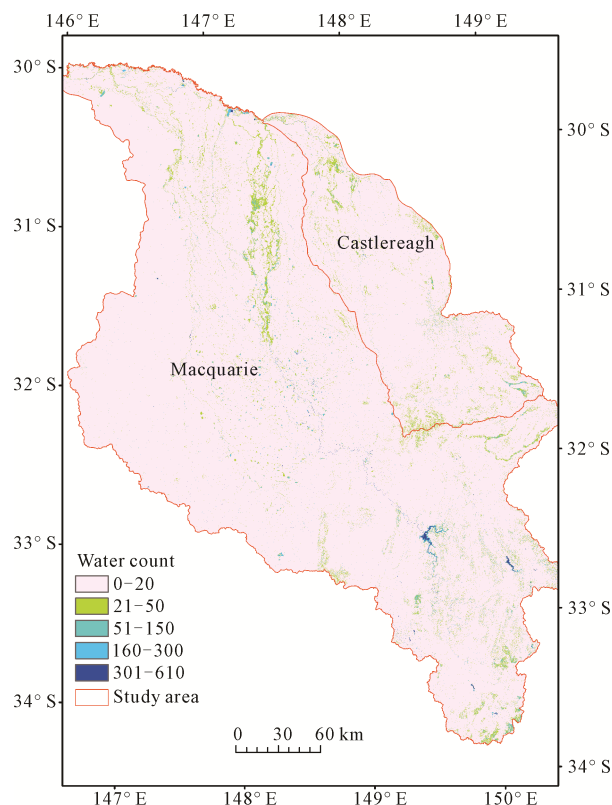 146° E
147° E
148° E
149° E
30° S
30° S
31° S
Castlereagh
31° S
Macquarie
32° S
32° S
33° S
Water count
0−20
21−50
51−150
160−300
301−610
Study area
33° S
34° S
0 30 60 km
34° S
147° E
148° E
149° E
150° E